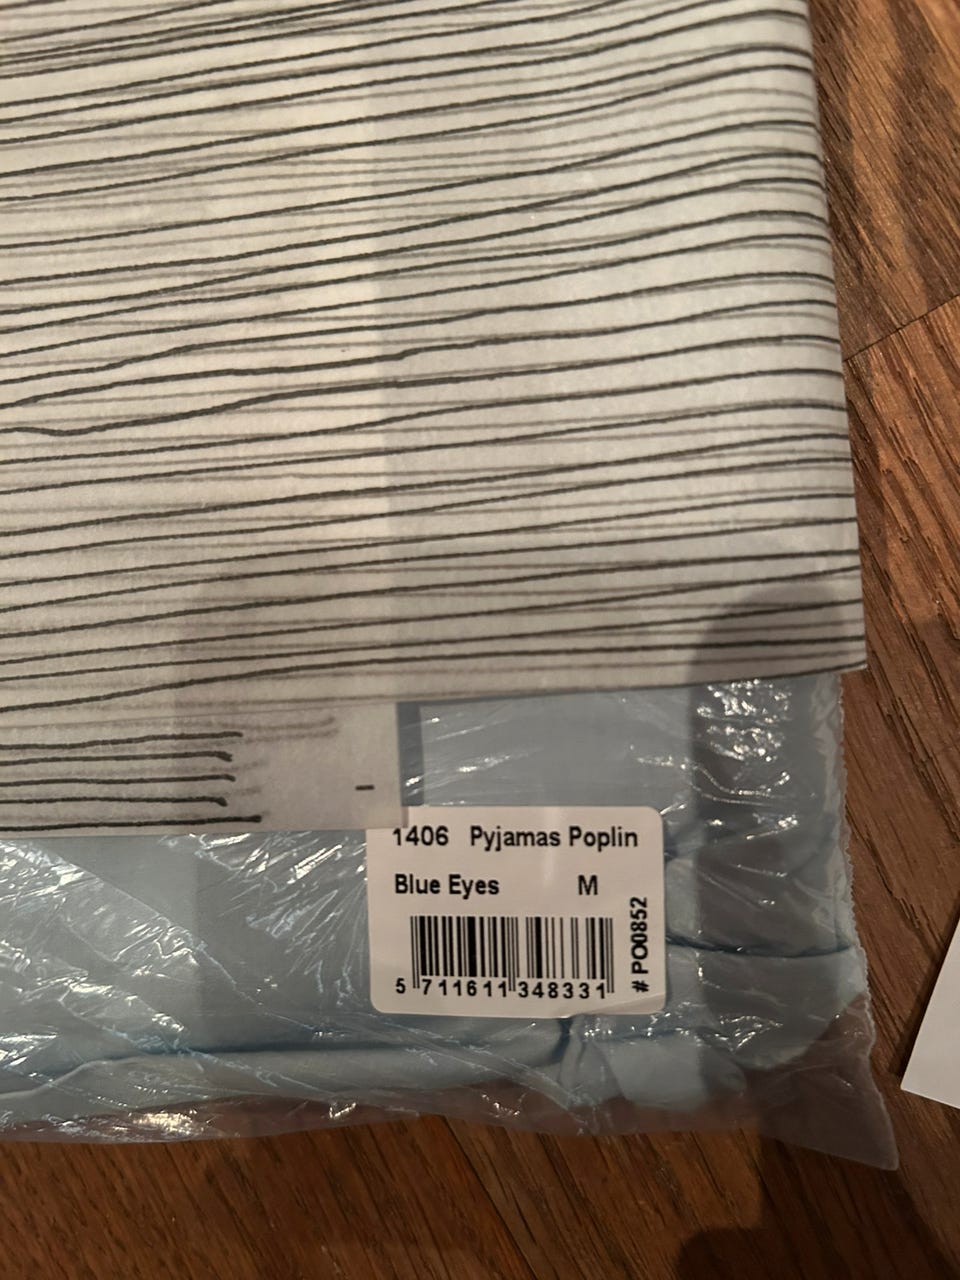 1406 Pyjamas Poplin
Blue Eyes M
5 711611 348331
# PO0852